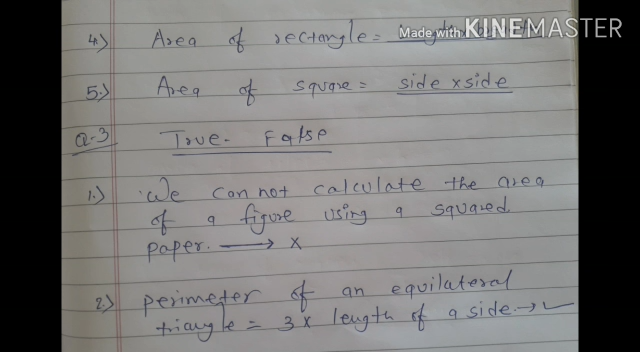 Made with KINEMASTER
4.) Area of rectangle =
5.) Area of square = side x side
Q-3 True - False
1.) We can not calculate the area
of a figure using a squared
paper. → x
2.) perimeter of an equilateral
triangle = 3 x length of a side → ✓